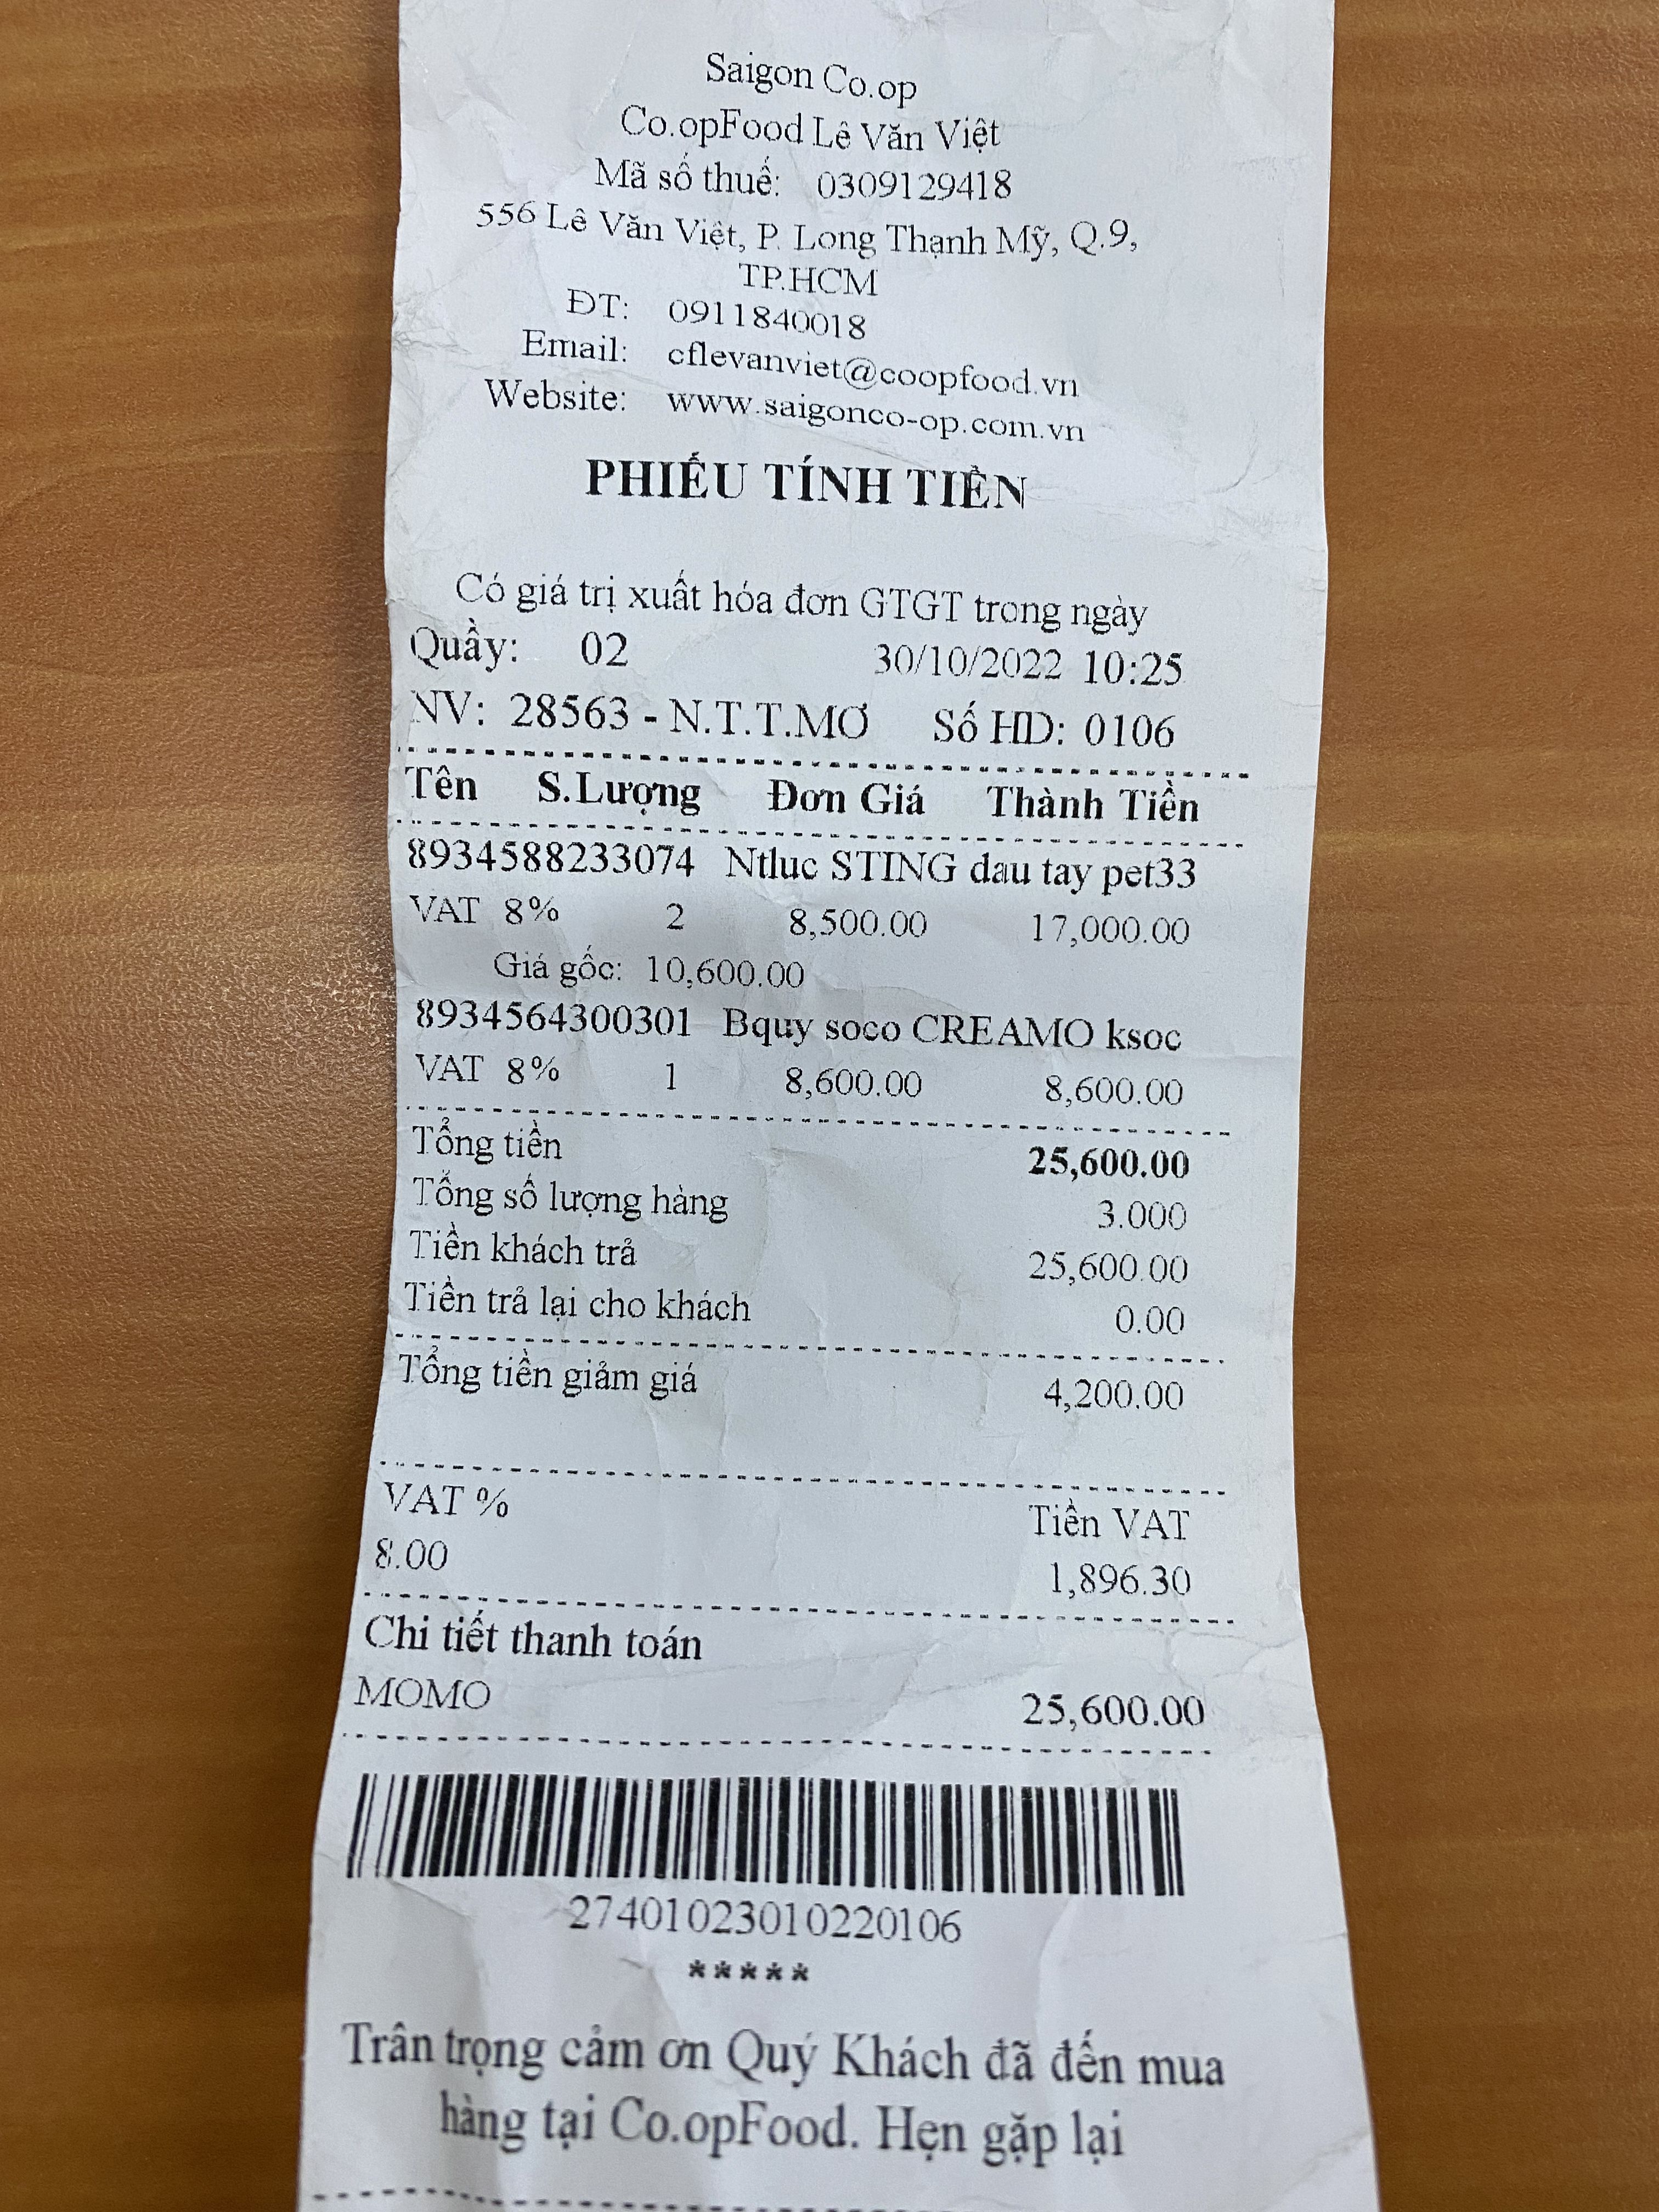 Saigon Co.op
Co.opFood Lê Văn Việt
Mã số thuế: 0309129418
556 Lê Văn Việt, P. Long Thạnh Mỹ, Q.9,
TP.HCM
ĐT: 0911840018
Email: cflevanviet@coopfood.vn
Website: www.saigonco-op.com.vn
PHIẾU TÍNH TIỀN
Có giá trị xuất hóa đơn GTGT trong ngày
Quầy: 02 30/10/2022 10:25
NV: 28563 - N.T.T.MƠ Số HD: 0106
Tên S.Lượng Đơn Giá Thành Tiền
8934588233074 Ntluc STING dau tay pet33
VAT 8% 2 8,500.00 17,000.00
Giá gốc: 10,600.00
8934564300301 Bquy soco CREAMO ksoc
VAT 8% 1 8,600.00 8,600.00
Tổng tiền 25,600.00
Tổng số lượng hàng 3.000
Tiền khách trả 25,600.00
Tiền trả lại cho khách 0.00
Tổng tiền giảm giá 4,200.00
VAT % Tiền VAT
8.00 1,896.30
Chi tiết thanh toán
MOMO 25,600.00
27401023010220106
*****
Trân trọng cảm ơn Quý Khách đã đến mua
hàng tại Co.opFood. Hẹn gặp lại